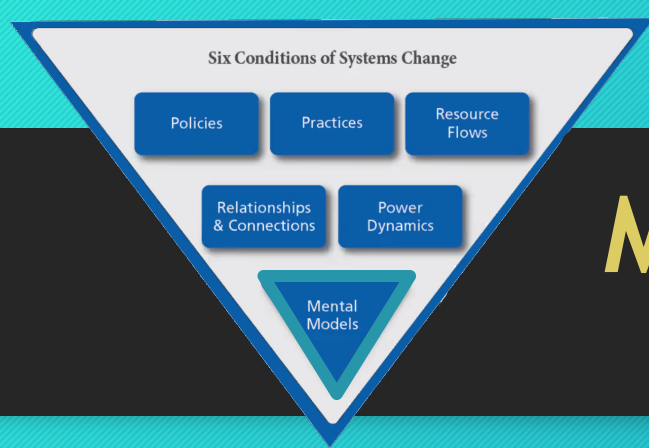 Six Conditions of Systems Change
Policies
Practices
Resource
Flows
Relationships
& Connections
Power
Dynamics
Mental
Models
M